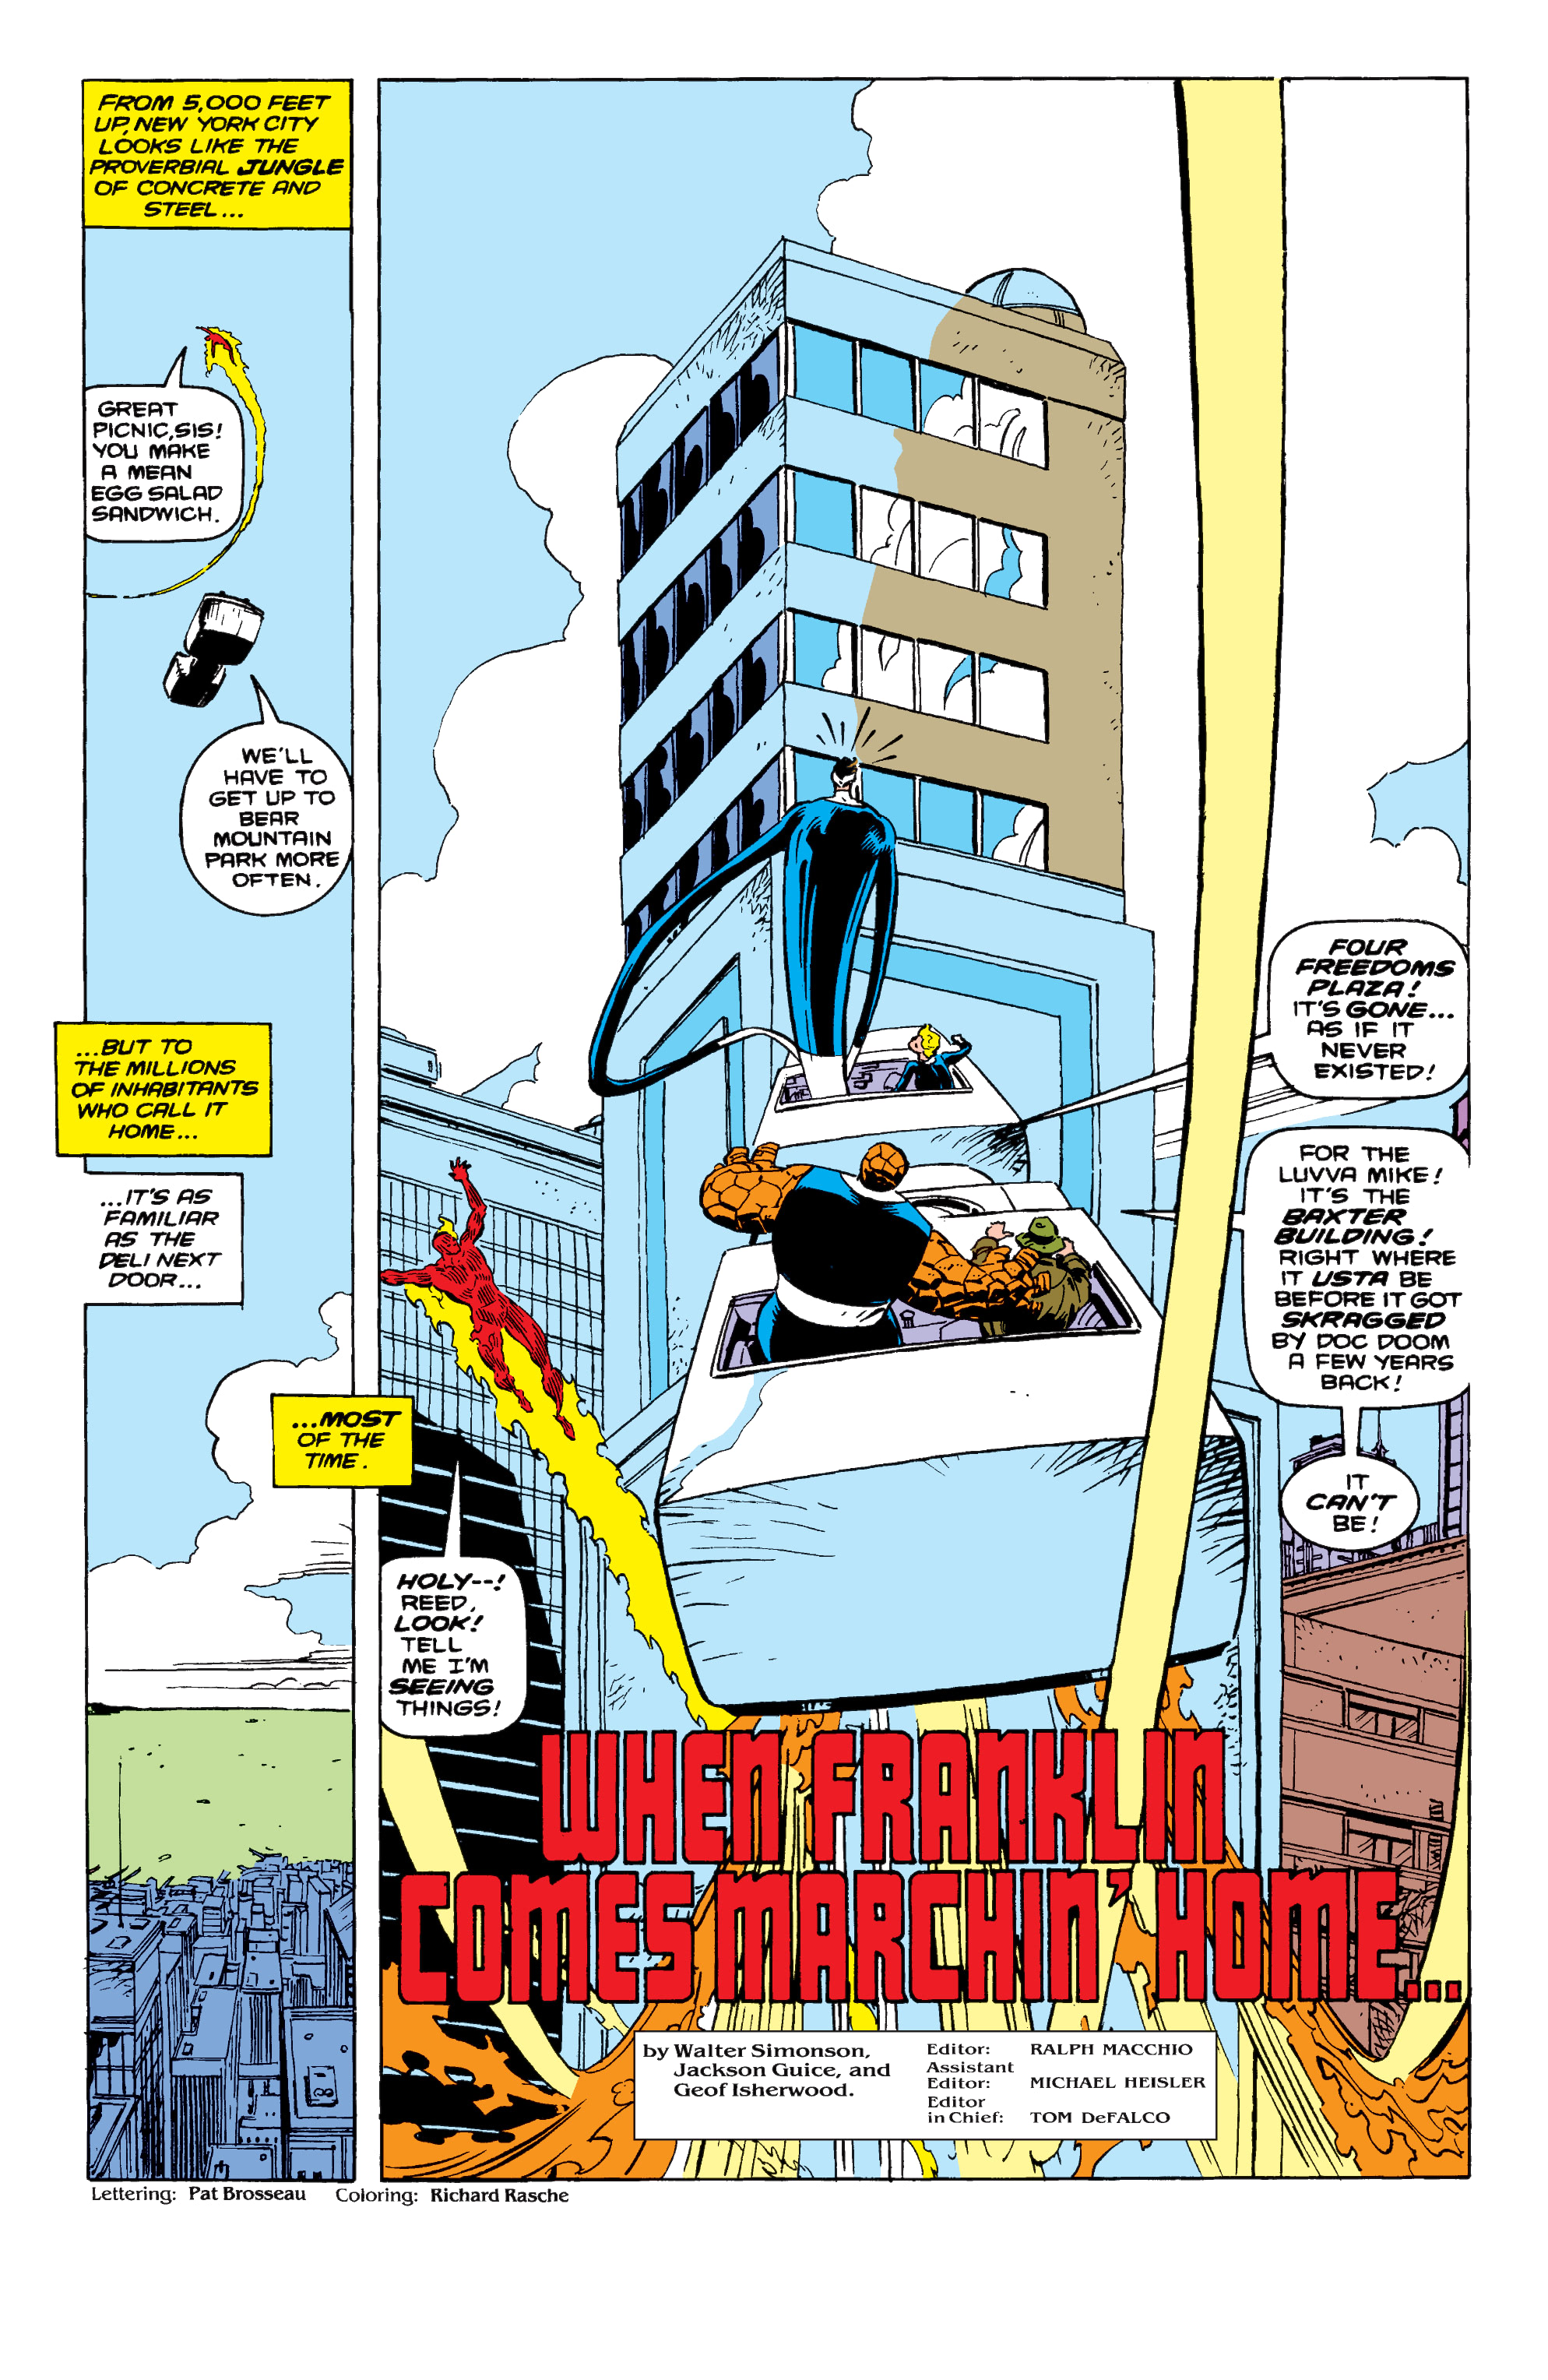 FROM 5,000 FEET
UP, NEW YORK CITY
LOOKS LIKE THE
PROVERBIAL JUNGLE
OF CONCRETE AND
STEEL...
GREAT
PICNIC, SIS!
YOU MAKE
A MEAN
EGG SALAD
SANDWICH.
WE'LL
HAVE TO
GET UP TO
BEAR
MOUNTAIN
PARK MORE
OFTEN.
...BUT TO
THE MILLIONS
OF INHABITANTS
WHO CALL IT
HOME...
...IT'S AS
FAMILIAR
AS THE
DELI NEXT
DOOR...
...MOST
OF THE
TIME.
HOLY--!
REED,
LOOK!
TELL
ME I'M
SEEING
THINGS!
FOUR
FREEDOMS
PLAZA!
IT'S GONE...
AS IF IT
NEVER
EXISTED!
FOR THE
LUVVA MIKE!
IT'S THE
BAXTER
BUILDING!
RIGHT WHERE
IT USTA BE
BEFORE IT GOT
SKRAGGED
BY DOC DOOM
A FEW YEARS
BACK!
IT
CAN'T
BE!
WHEN FRANKLIN
COMES MARCHIN' HOME...
by Walter Simonson,
Jackson Guice, and
Geof Isherwood.
Editor: RALPH MACCHIO
Assistant
Editor: MICHAEL HEISLER
Editor
in Chief: TOM DeFALCO
Lettering: Pat Brosseau Coloring: Richard Rasche